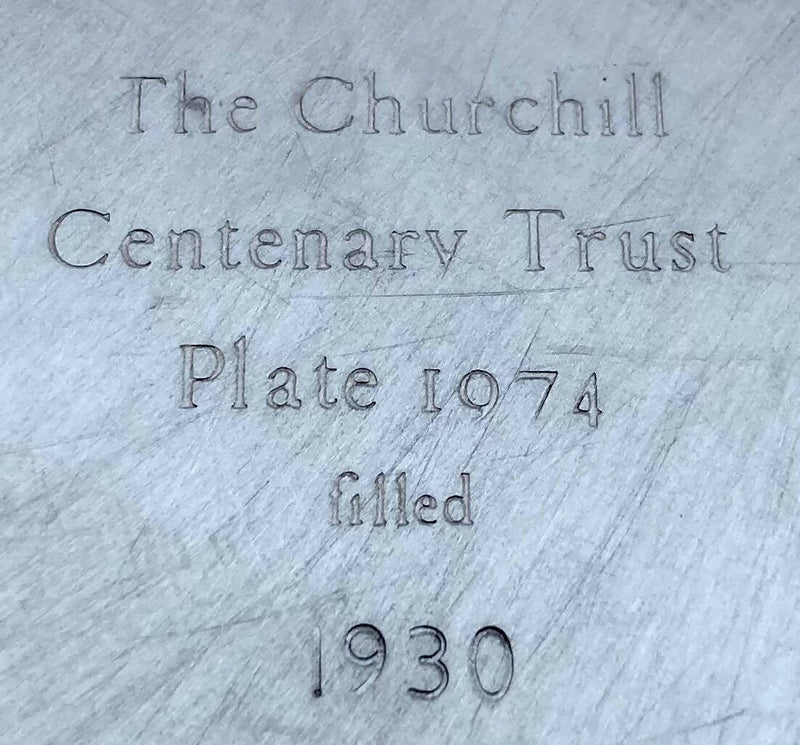 The Churchill
Centenary Trust
Plate 1974
filled
1930